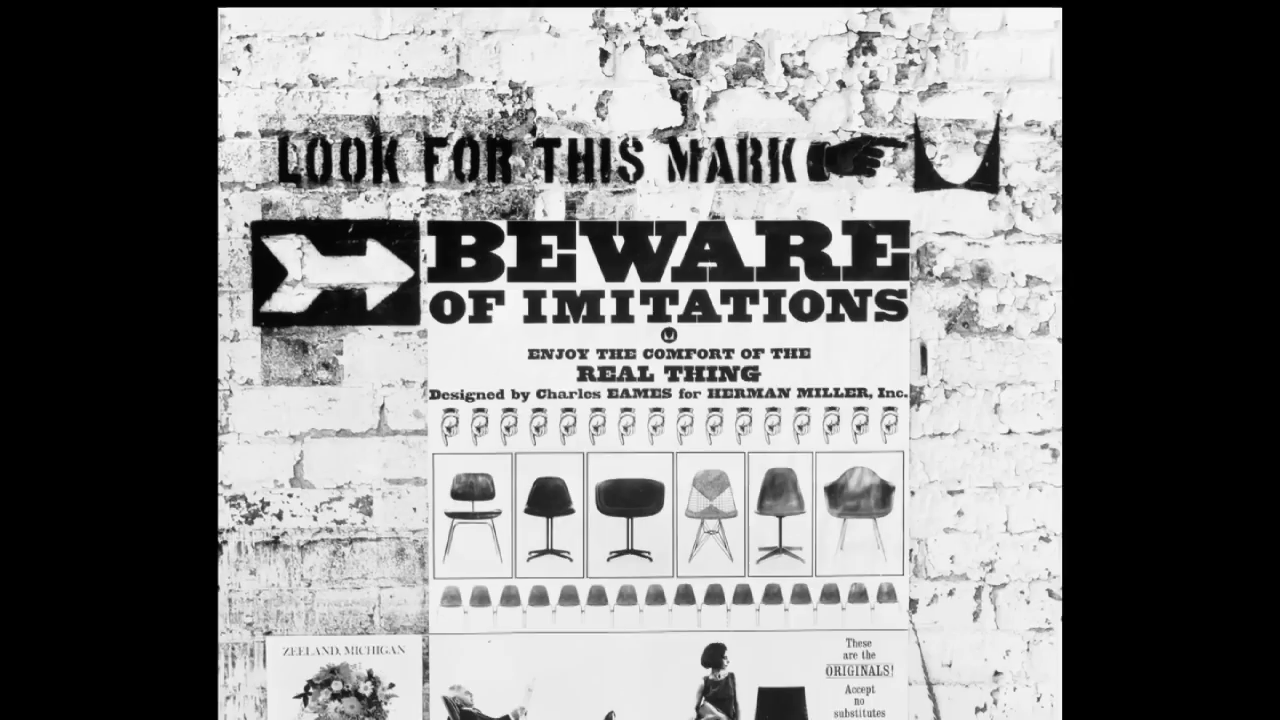 LOOK FOR THIS MARK
BEWARE
OF IMITATIONS
ENJOY THE COMFORT OF THE
REAL THING
Designed by Charles EAMES for HERMAN MILLER, Inc.
ZEELAND, MICHIGAN
These
are the
ORIGINALS!
Accept
no
substitutes